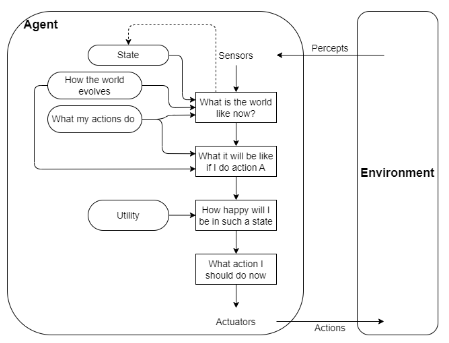 Agent
State
Sensors
Percepts
How the world
evolves
What is the world
like now?
What my actions do
What it will be like
if I do action A
Environment
Utility
How happy will I
be in such a state
What action I
should do now
Actuators
Actions